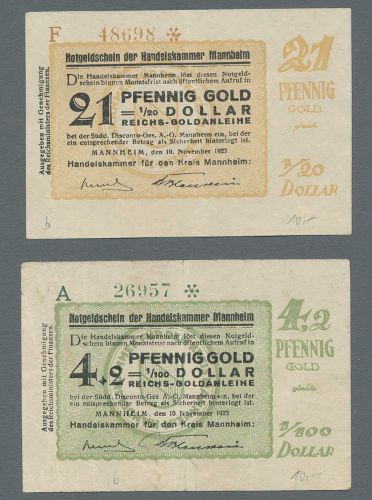 F 48698 *
Notgeldschein der Handelskammer Mannheim
Die Handelskammer Mannheim löst diesen Notgeld-
schein binnen Monatsfrist nach öffentlichem Aufruf in
21 PFENNIG GOLD
= 1/20 DOLLAR
REICHS-GOLDANLEIHE
bei der Südd. Disconto-Ges. A.-G. Mannheim ein, bei der
ein entsprechender Betrag als Sicherheit hinterlegt ist.
MANNHEIM, den 10. November 1923
Handelskammer für den Kreis Mannheim:
Ausgegeben mit Genehmigung
des Reichsministers der Finanzen.
21
PFENNIG
GOLD
gleich
1/20
DOLLAR
b
10.-
A 26957 *
Notgeldschein der Handelskammer Mannheim
Die Handelskammer Mannheim löst diesen Notgeld-
schein binnen Monatsfrist nach öffentlichem Aufruf in
4.2 PFENNIG GOLD
= 1/100 DOLLAR
REICHS-GOLDANLEIHE
bei der Südd. Disconto-Ges. A.-G. Mannheim ein, bei der
ein entsprechender Betrag als Sicherheit hinterlegt ist.
MANNHEIM, den 10. November 1923
Handelskammer für den Kreis Mannheim:
Ausgegeben mit Genehmigung
des Reichsministers der Finanzen.
4.2
PFENNIG
GOLD
gleich
1/100
DOLLAR
b
10.-